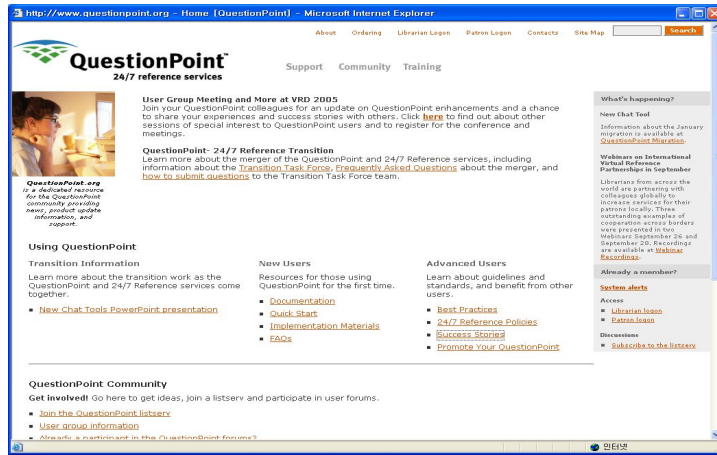 http://www.questionpoint.org - Home [QuestionPoint] - Microsoft Internet Explorer
About Ordering Librarian Logon Patron Logon Contacts Site Map Search
QuestionPoint™
24/7 reference services
Support Community Training
User Group Meeting and More at VRD 2005
Join your QuestionPoint colleagues for an update on QuestionPoint enhancements and a chance
to share your experiences and success stories with others. Click here to find out about other
sessions of special interest to QuestionPoint users and to register for the conference and
meetings.
QuestionPoint- 24/7 Reference Transition
Learn more about the merger of the QuestionPoint and 24/7 Reference services, including
information about the Transition Task Force, Frequently Asked Questions about the merger, and
how to submit questions to the Transition Task Force team.
QuestionPoint.org
is a dedicated resource
for the QuestionPoint
community providing
news, product update
information, and
support.
Using QuestionPoint
Transition Information
Learn more about the transition work as the
QuestionPoint and 24/7 Reference services come
together.
New Chat Tools PowerPoint presentation
New Users
Resources for those using
QuestionPoint for the first time.
Documentation
Quick Start
Implementation Materials
FAQs
Advanced Users
Learn about guidelines and
standards, and benefit from other
users.
Best Practices
24/7 Reference Policies
Success Stories
Promote Your QuestionPoint
QuestionPoint Community
Get involved! Go here to get ideas, join a listserv and participate in user forums.
Join the QuestionPoint listserv
User group information
Already a participant in the QuestionPoint forums?
What's happening?
New Chat Tool
Information about the January
migration is available at
QuestionPoint Migration.
Webinars on International
Virtual Reference
Partnerships in September
Librarians from across the
world are partnering with
colleagues globally to
increase services for their
patrons locally. Three
outstanding examples of
cooperation across borders
were presented in two
Webinars September 26 and
September 28. Recordings
are available at Webinar
Recordings.
Already a member?
System alerts
Access
Librarian logon
Patron logon
Discussions
Subscribe to the listserv
인터넷